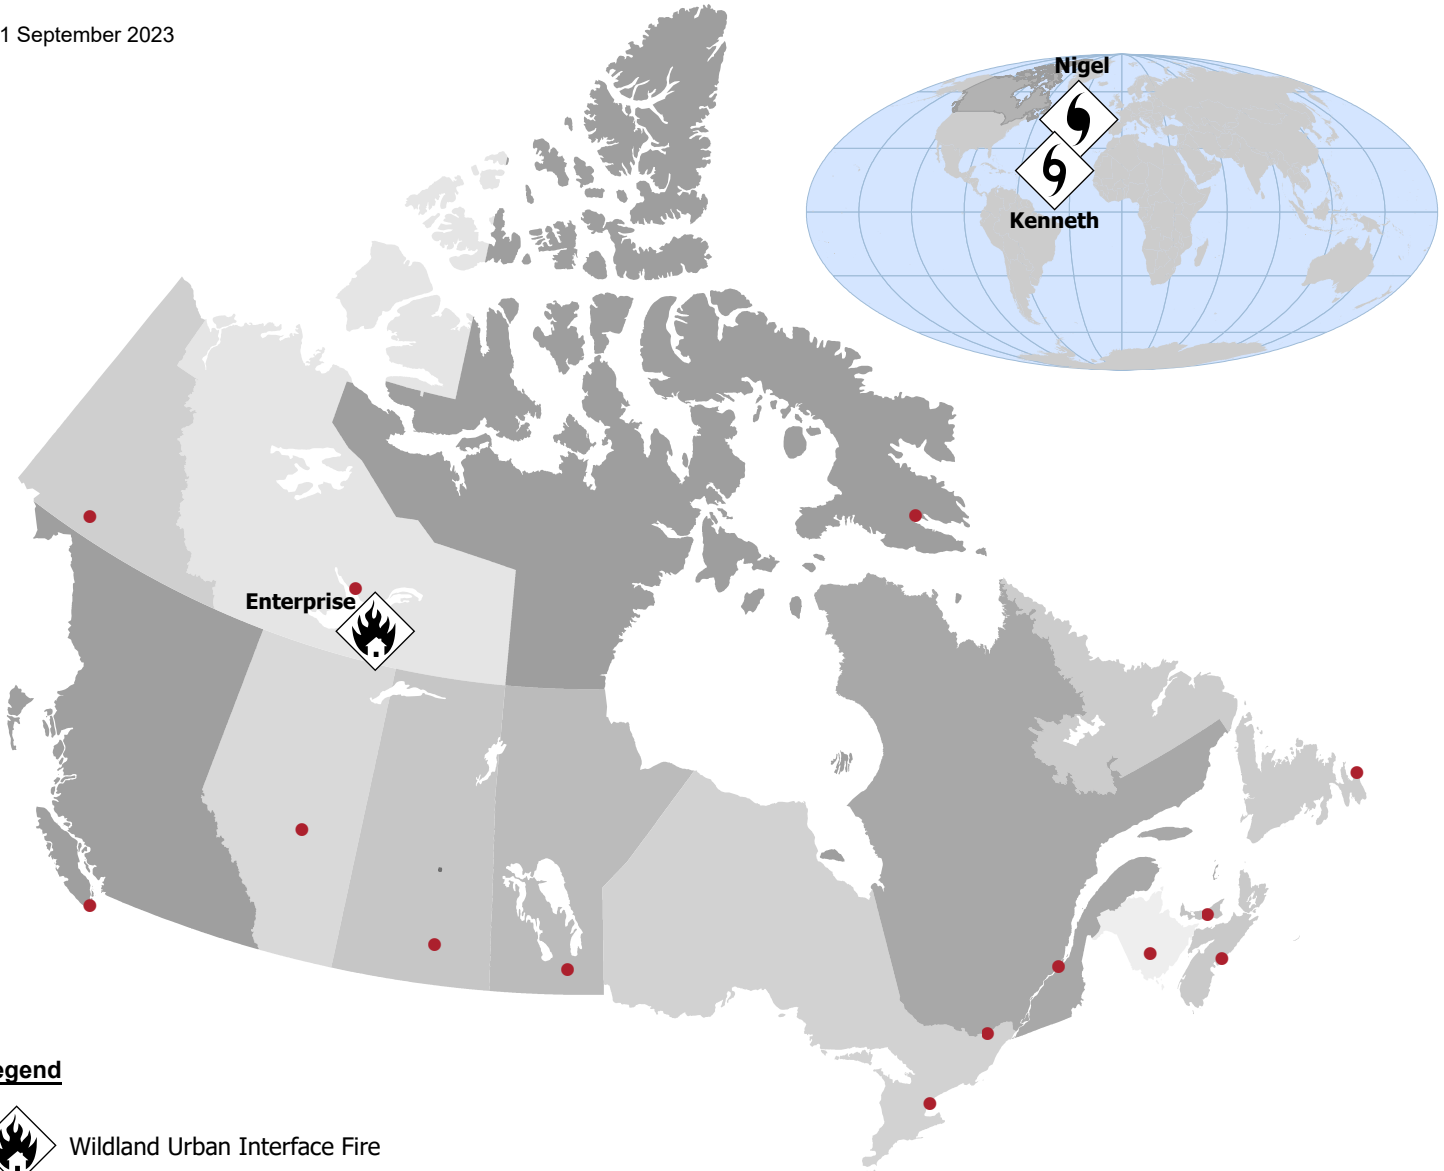 1 September 2023
Nigel
Kenneth
Enterprise
egend
Wildland Urban Interface Fire